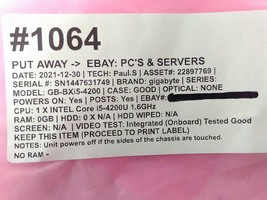 #1064
PUT AWAY -> EBAY: PC'S & SERVERS
DATE: 2021-12-30 | TECH: Paul.S | ASSET#: 22897769 |
SERIAL: SN1447631749 | BRAND: gigabyte | SERIES:
MODEL: GB-BXi5-4200 | CASE: GOOD | OPTICAL: NONE
POWERS ON: YES | POSTS: YES | EBAY#:
CPU: 1 X INTEL Core i5-4200U 1.6GHz
RAM: 0GB | HDD: 0 X N/A | HDD WIPED: N/A
SCREEN: N/A | VIDEO TEST: Integrated (Onboard) Tested Good
INCOMPLETE (PROCEED TO PRINT LABEL)
NOTES: Unit powers off if the sides of the chassis are touched.
NO RAM -